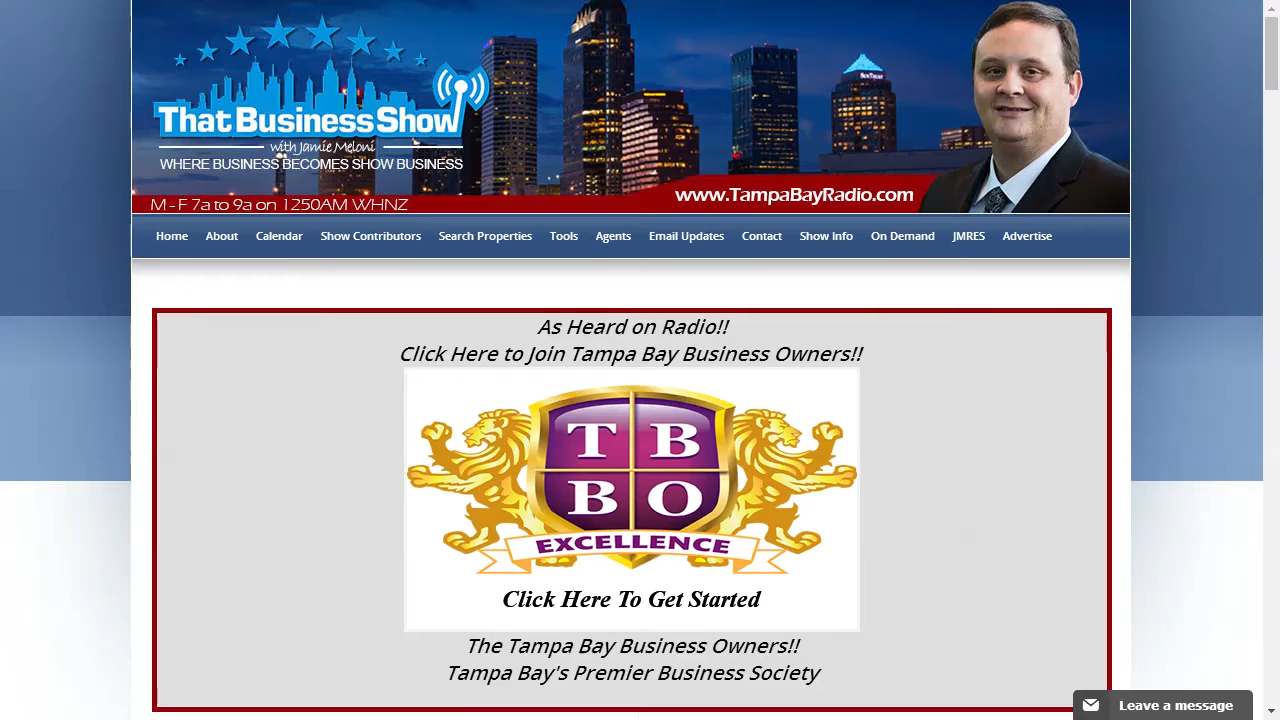 That Business Show
with Jamie Meloni
WHERE BUSINESS BECOMES SHOW BUSINESS
SUNTRUST
www.TampaBayRadio.com
M - F 7a to 9a on 1250AM WHNZ
Home About Calendar Show Contributors Search Properties Tools Agents Email Updates Contact Show Info On Demand JMRES Advertise
As Heard on Radio!!
Click Here to Join Tampa Bay Business Owners!!
T B
B O
EXCELLENCE
Click Here To Get Started
The Tampa Bay Business Owners!!
Tampa Bay's Premier Business Society
Leave a message